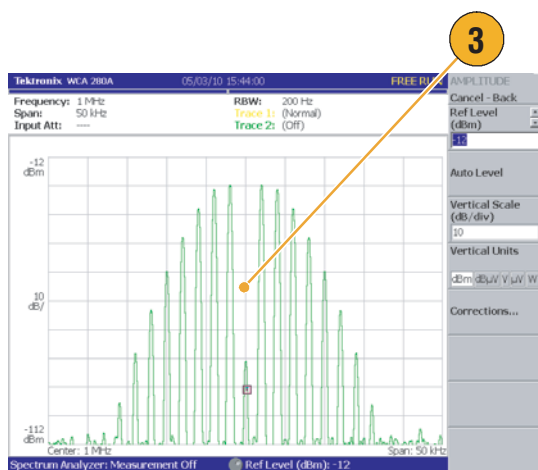 3
Tektronix WCA 280A 05/03/10 15:44:00 FREE RUN
Frequency: 1 MHz
Span: 50 kHz
Input Att: ----
RBW: 200 Hz
Trace 1: (Normal)
Trace 2: (Off)
-12
dBm
10
dB/
-112
dBm
Center: 1 MHz
Span: 50 kHz
Spectrum Analyzer: Measurement Off
Ref Level (dBm): -12
AMPLITUDE
Cancel - Back
Ref Level
(dBm)
-12
Auto Level
Vertical Scale
(dB/div)
10
Vertical Units
dBm dBµV V µV W
Corrections...